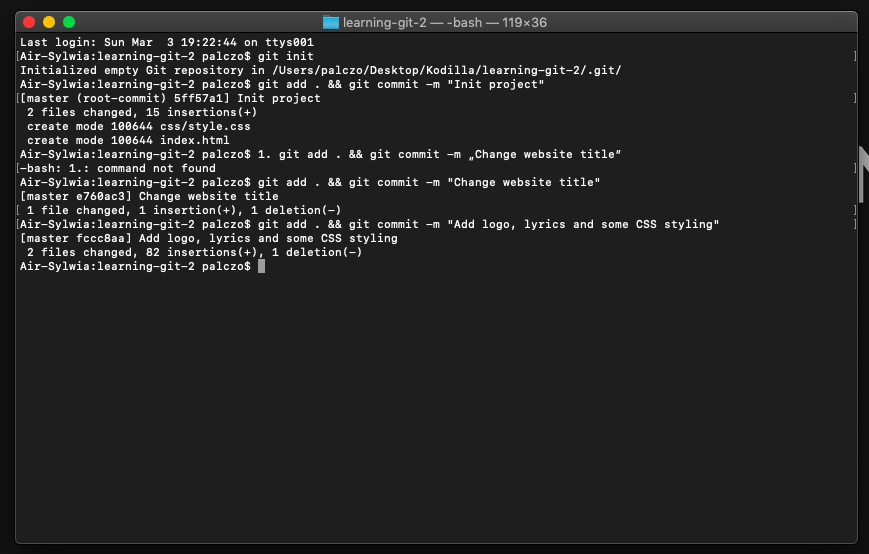 learning-git-2 — -bash — 119×36
Last login: Sun Mar  3 19:22:44 on ttys001
[Air-Sylwia:learning-git-2 palczo$ git init ]
Initialized empty Git repository in /Users/palczo/Desktop/Kodilla/learning-git-2/.git/
Air-Sylwia:learning-git-2 palczo$ git add . && git commit -m "Init project"
[[master (root-commit) 5ff57a1] Init project ]
 2 files changed, 15 insertions(+)
 create mode 100644 css/style.css
 create mode 100644 index.html
Air-Sylwia:learning-git-2 palczo$ 1. git add . && git commit -m „Change website title”
[-bash: 1.: command not found ]
Air-Sylwia:learning-git-2 palczo$ git add . && git commit -m "Change website title"
[master e760ac3] Change website title
[ 1 file changed, 1 insertion(+), 1 deletion(-) ]
[Air-Sylwia:learning-git-2 palczo$ git add . && git commit -m "Add logo, lyrics and some CSS styling" ]
[master fccc8aa] Add logo, lyrics and some CSS styling
 2 files changed, 82 insertions(+), 1 deletion(-)
Air-Sylwia:learning-git-2 palczo$